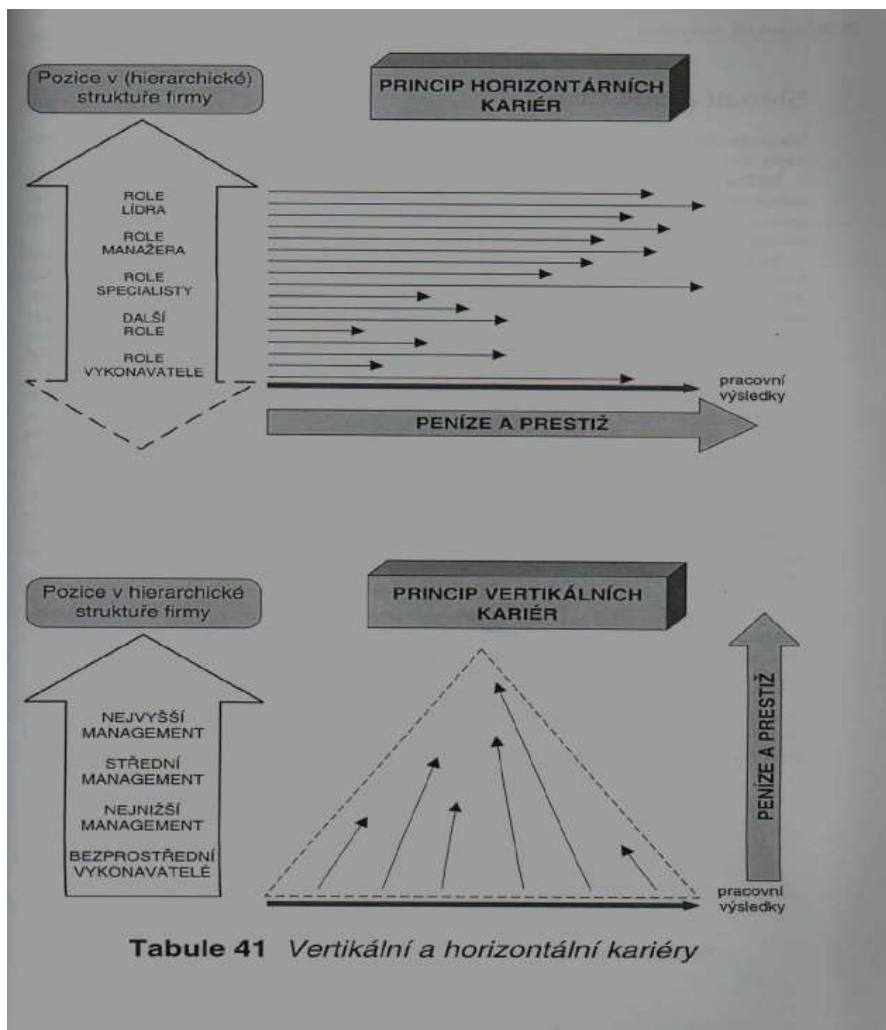 Pozice v (hierarchické)
struktuře firmy
PRINCIP HORIZONTÁRNÍCH
KARIÉR
ROLE
LÍDRA
ROLE
MANAŽERA
ROLE
SPECIALISTY
DALŠÍ
ROLE
ROLE
VYKONAVATELE
pracovní
výsledky
PENÍZE A PRESTIŽ
Pozice v hierarchické
struktuře firmy
PRINCIP VERTIKÁLNÍCH
KARIÉR
NEJVYŠŠÍ
MANAGEMENT
STŘEDNÍ
MANAGEMENT
NEJNIŽŠÍ
MANAGEMENT
BEZPROSTŘEDNÍ
VYKONAVATELÉ
PENÍZE A PRESTIŽ
pracovní
výsledky
Tabule 41 Vertikální a horizontální kariéry